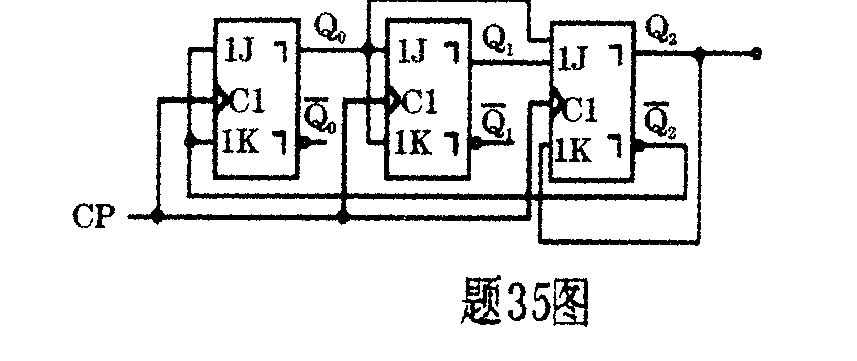 Q₀ Q₁ Q₂
1J ┐ 1J ┐ 1J ┐
C1 Q̅₀ C1 Q̅₁ C1 Q̅₂
1K ┐ 1K ┐ 1K ┐
CP
题35图